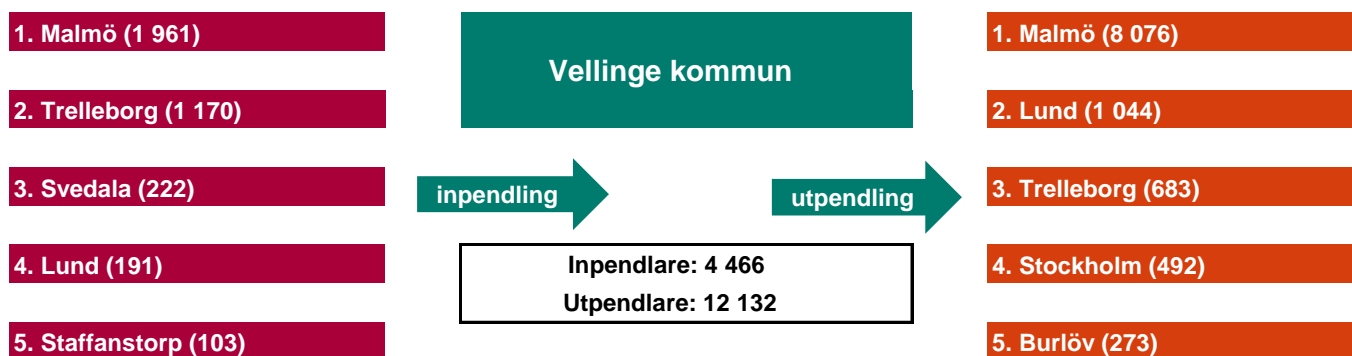 1. Malmö (1 961)
2. Trelleborg (1 170)
3. Svedala (222)
4. Lund (191)
5. Staffanstorp (103)
Vellinge kommun
inpendling
utpendling
Inpendlare: 4 466
Utpendlare: 12 132
1. Malmö (8 076)
2. Lund (1 044)
3. Trelleborg (683)
4. Stockholm (492)
5. Burlöv (273)